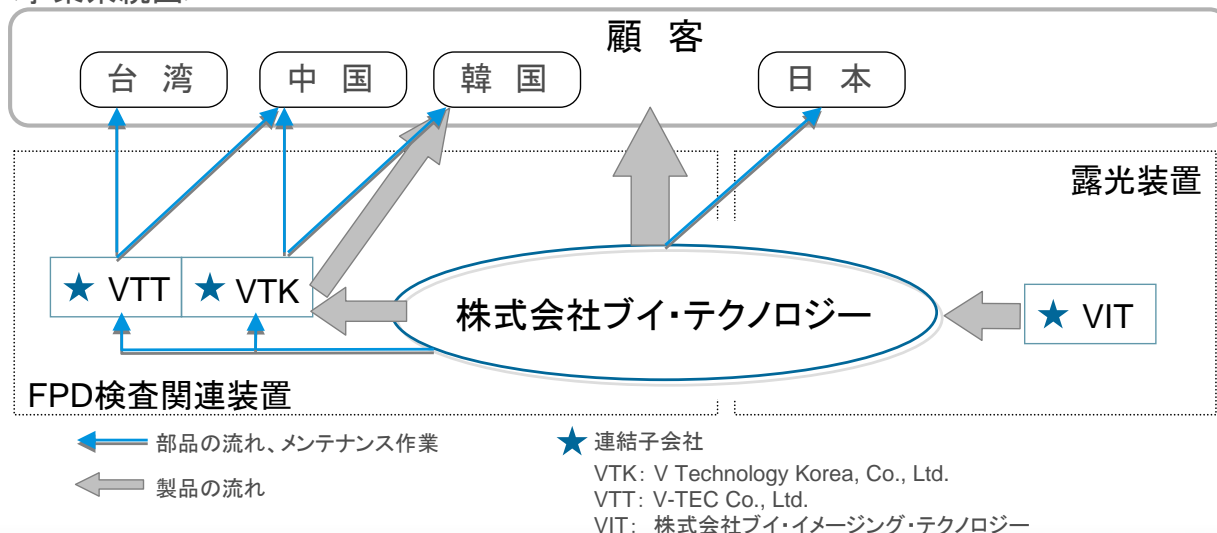 顧 客
台 湾
中 国
韓 国
日 本
露光装置
★ VTT
★ VTK
株式会社ブイ・テクノロジー
★ VIT
FPD検査関連装置
部品の流れ、メンテナンス作業
製品の流れ
★ 連結子会社
VTK: V Technology Korea, Co., Ltd.
VTT: V-TEC Co., Ltd.
VIT: 株式会社ブイ・イメージング・テクノロジー